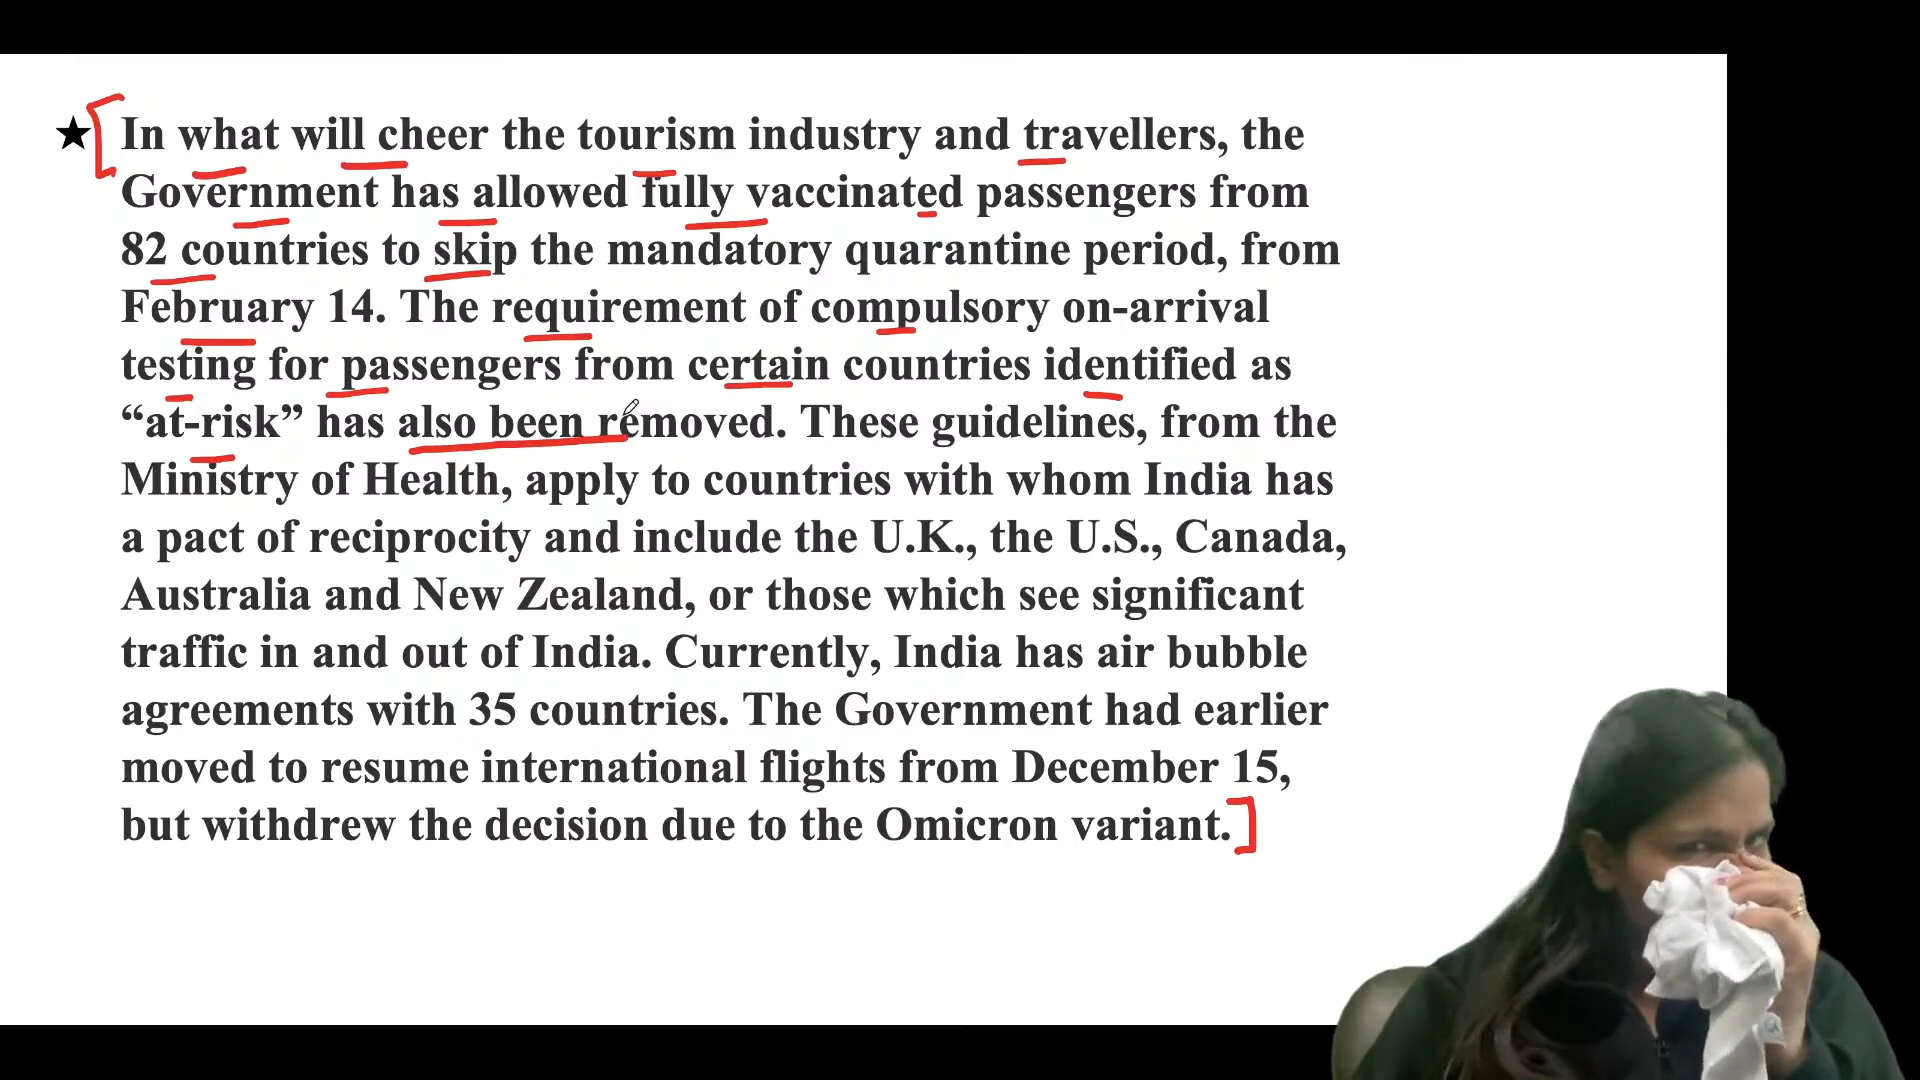 ★ In what will cheer the tourism industry and travellers, the
Government has allowed fully vaccinated passengers from
82 countries to skip the mandatory quarantine period, from
February 14. The requirement of compulsory on-arrival
testing for passengers from certain countries identified as
“at-risk” has also been removed. These guidelines, from the
Ministry of Health, apply to countries with whom India has
a pact of reciprocity and include the U.K., the U.S., Canada,
Australia and New Zealand, or those which see significant
traffic in and out of India. Currently, India has air bubble
agreements with 35 countries. The Government had earlier
moved to resume international flights from December 15,
but withdrew the decision due to the Omicron variant.